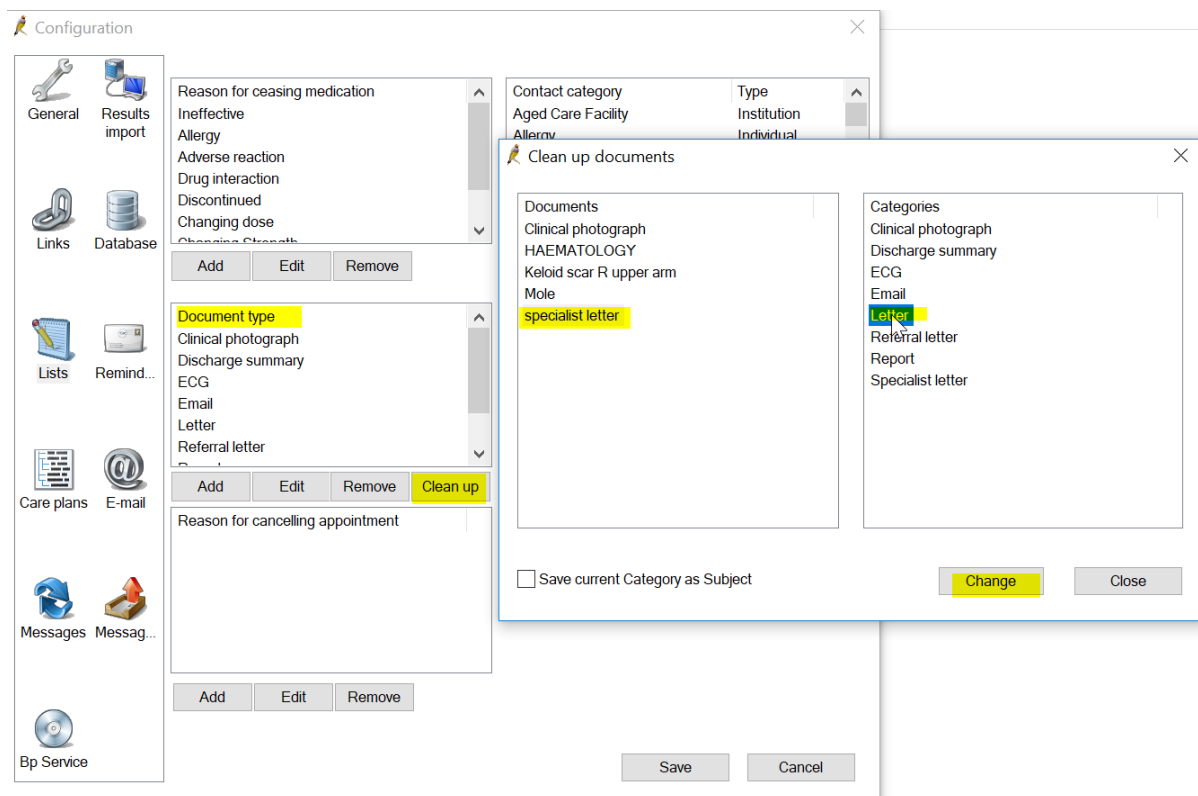 Configuration
General
Results
import
Links
Database
Lists
Remind...
Care plans
E-mail
Messages
Messag...
Bp Service
Reason for ceasing medication
Ineffective
Allergy
Adverse reaction
Drug interaction
Discontinued
Changing dose
Changing Strength
Add
Edit
Remove
Document type
Clinical photograph
Discharge summary
ECG
Email
Letter
Referral letter
Add
Edit
Remove
Clean up
Reason for cancelling appointment
Add
Edit
Remove
Contact category
Type
Aged Care Facility
Institution
Allergy
Individual
Clean up documents
Documents
Clinical photograph
HAEMATOLOGY
Keloid scar R upper arm
Mole
specialist letter
Categories
Clinical photograph
Discharge summary
ECG
Email
Letter
Referral letter
Report
Specialist letter
Save current Category as Subject
Change
Close
Save
Cancel